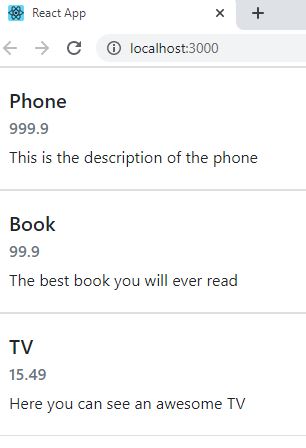 React App
localhost:3000
Phone
999.9
This is the description of the phone
Book
99.9
The best book you will ever read
TV
15.49
Here you can see an awesome TV